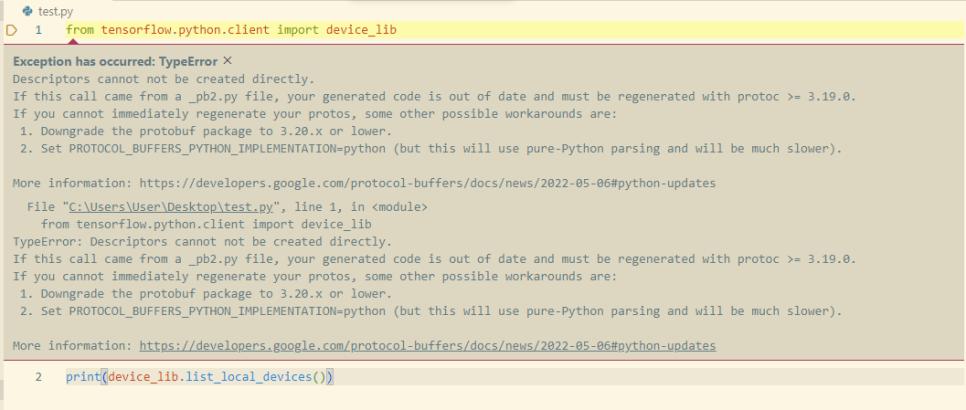 test.py
1 from tensorflow.python.client import device_lib
Exception has occurred: TypeError ×
Descriptors cannot not be created directly.
If this call came from a _pb2.py file, your generated code is out of date and must be regenerated with protoc >= 3.19.0.
If you cannot immediately regenerate your protos, some other possible workarounds are:
1. Downgrade the protobuf package to 3.20.x or lower.
2. Set PROTOCOL_BUFFERS_PYTHON_IMPLEMENTATION=python (but this will use pure-Python parsing and will be much slower).
More information: https://developers.google.com/protocol-buffers/docs/news/2022-05-06#python-updates
File "C:\Users\User\Desktop\test.py", line 1, in <module>
from tensorflow.python.client import device_lib
TypeError: Descriptors cannot not be created directly.
If this call came from a _pb2.py file, your generated code is out of date and must be regenerated with protoc >= 3.19.0.
If you cannot immediately regenerate your protos, some other possible workarounds are:
1. Downgrade the protobuf package to 3.20.x or lower.
2. Set PROTOCOL_BUFFERS_PYTHON_IMPLEMENTATION=python (but this will use pure-Python parsing and will be much slower).
More information: https://developers.google.com/protocol-buffers/docs/news/2022-05-06#python-updates
2 print(device_lib.list_local_devices())